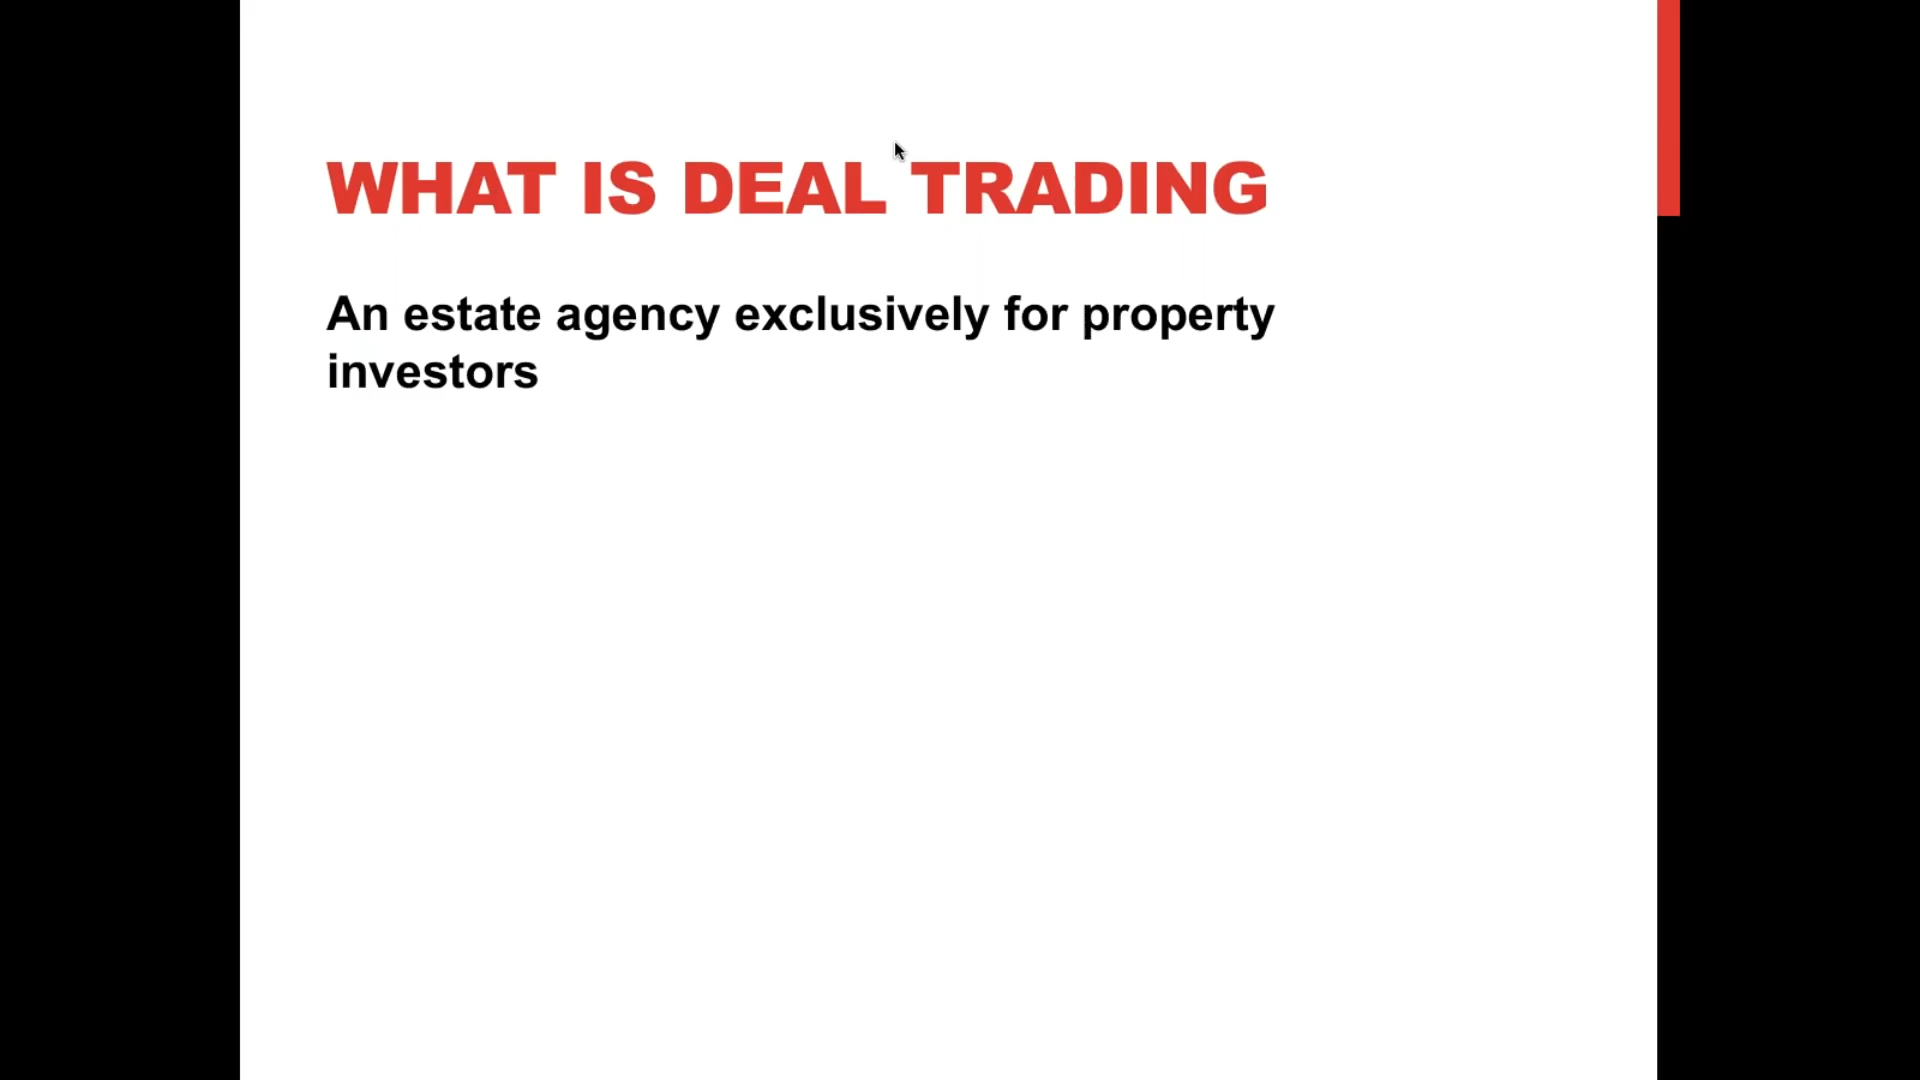 WHAT IS DEAL TRADING
An estate agency exclusively for property
investors